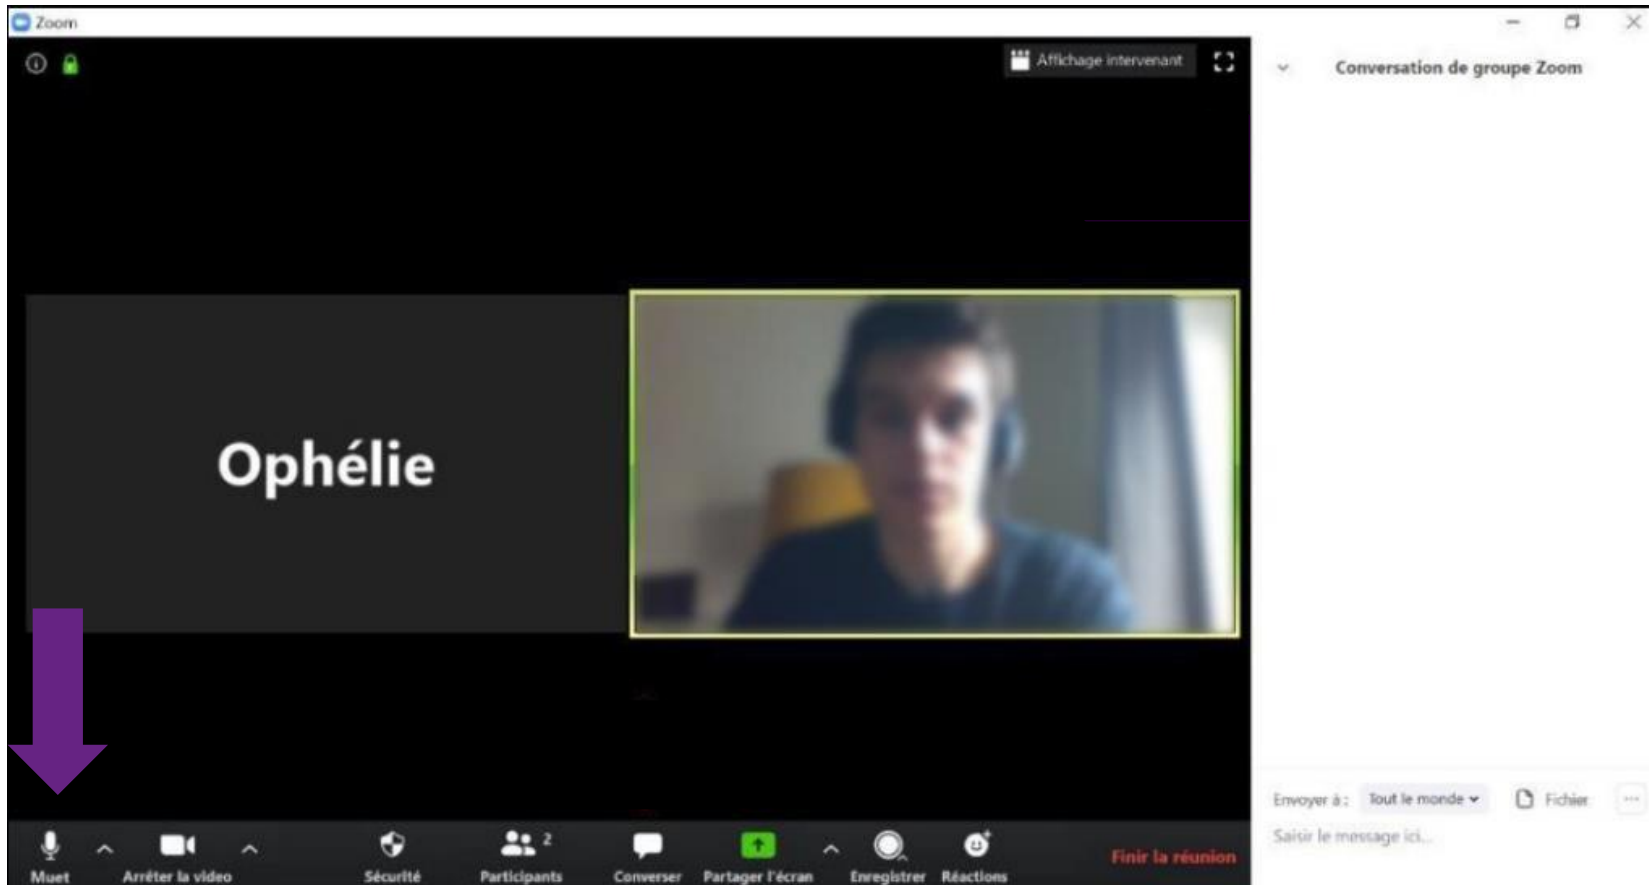 Zoom
Affichage intervenant
Conversation de groupe Zoom
Ophélie
Envoyer à : Tout le monde Fichier ...
Saisir le message ici...
2
Muet Arrêter la video Sécurité Participants Converser Partager l'écran Enregistrer Réactions Finir la réunion